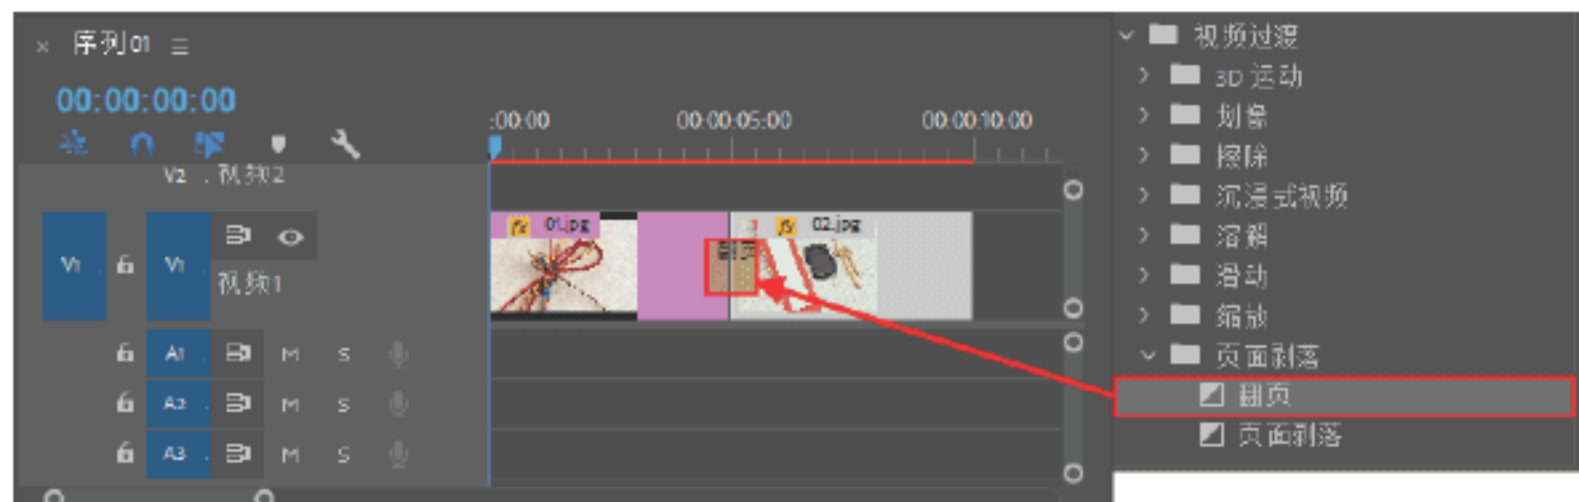 × 序列01 ☰
00:00:00:00
:00:00 00:00:05:00 00:00:10:00
V2 视频2
fx 01.jpg fx 02.jpg
V1 V1
视频1
A1 M S
A2 M S
A3 M S
视频过渡
3D 运动
划像
擦除
沉浸式视频
溶解
滑动
缩放
页面剥落
翻页
页面剥落